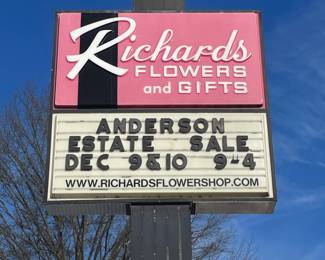 Richards
FLOWERS
and GIFTS
ANDERSON
ESTATE SALE
DEC 9&10 9-4
WWW.RICHARDSFLOWERSHOP.COM